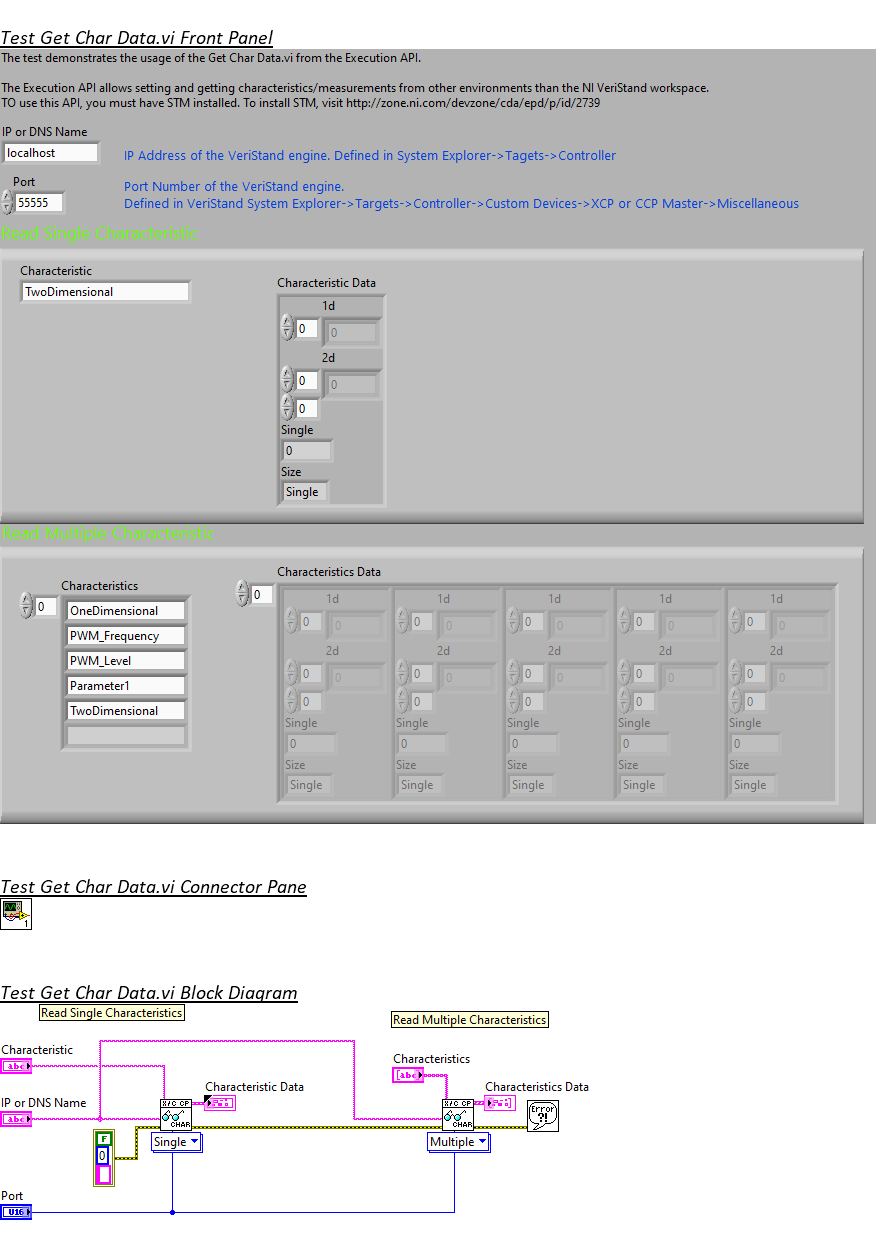 Test Get Char Data.vi Front Panel
The test demonstrates the usage of the Get Char Data.vi from the Execution API.
The Execution API allows setting and getting characteristics/measurements from other environments than the NI VeriStand workspace.
TO use this API, you must have STM installed. To install STM, visit http://zone.ni.com/devzone/cda/epd/p/id/2739
IP or DNS Name
localhost
IP Address of the VeriStand engine. Defined in System Explorer->Tagets->Controller
Port
55555
Port Number of the VeriStand engine.
Defined in VeriStand System Explorer->Targets->Controller->Custom Devices->XCP or CCP Master->Miscellaneous
Read Single Characteristic
Characteristic
TwoDimensional
Characteristic Data
1d
0 0
2d
0 0
0
Single
0
Size
Single
Read Multiple Characteristic
Characteristics
0
OneDimensional
PWM_Frequency
PWM_Level
Parameter1
TwoDimensional
Characteristics Data
0
1d 1d 1d 1d 1d
0 0 0 0 0 0 0 0 0 0
2d 2d 2d 2d 2d
0 0 0 0 0 0 0 0 0 0
0 0 0 0 0
Single Single Single Single Single
0 0 0 0 0
Size Size Size Size Size
Single Single Single Single Single
Test Get Char Data.vi Connector Pane
1
Test Get Char Data.vi Block Diagram
Read Single Characteristics
Read Multiple Characteristics
Characteristic
abc
Characteristics
abc
IP or DNS Name
abc
Characteristic Data
Characteristics Data
X/C CP
CHAR
X/C CP
CHAR
Error
?!
Single
Multiple
F
0
Port
U16